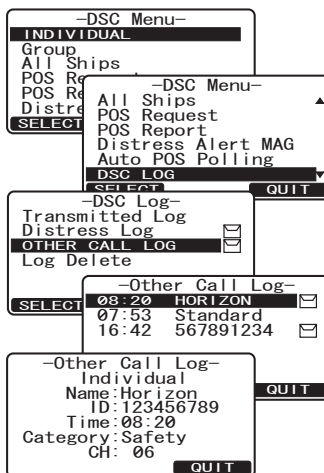 –DSC Menu–
INDIVIDUAL
Group
All Ships
POS
POS
SELECT
–DSC Menu–
All Ships
POS Request
POS Report
Distress Alert MAG
Auto POS Polling
DSC LOG
SELECT QUIT
–DSC Log–
Transmitted Log
Distress Log
OTHER CALL LOG
Log Delete
SELECT
–Other Call Log–
08:20 HORIZON
07:53 Standard
16:42 567891234
QUIT
–Other Call Log–
Individual
Name:Horizon
ID:123456789
Time:08:20
Category:Safety
CH: 06
QUIT